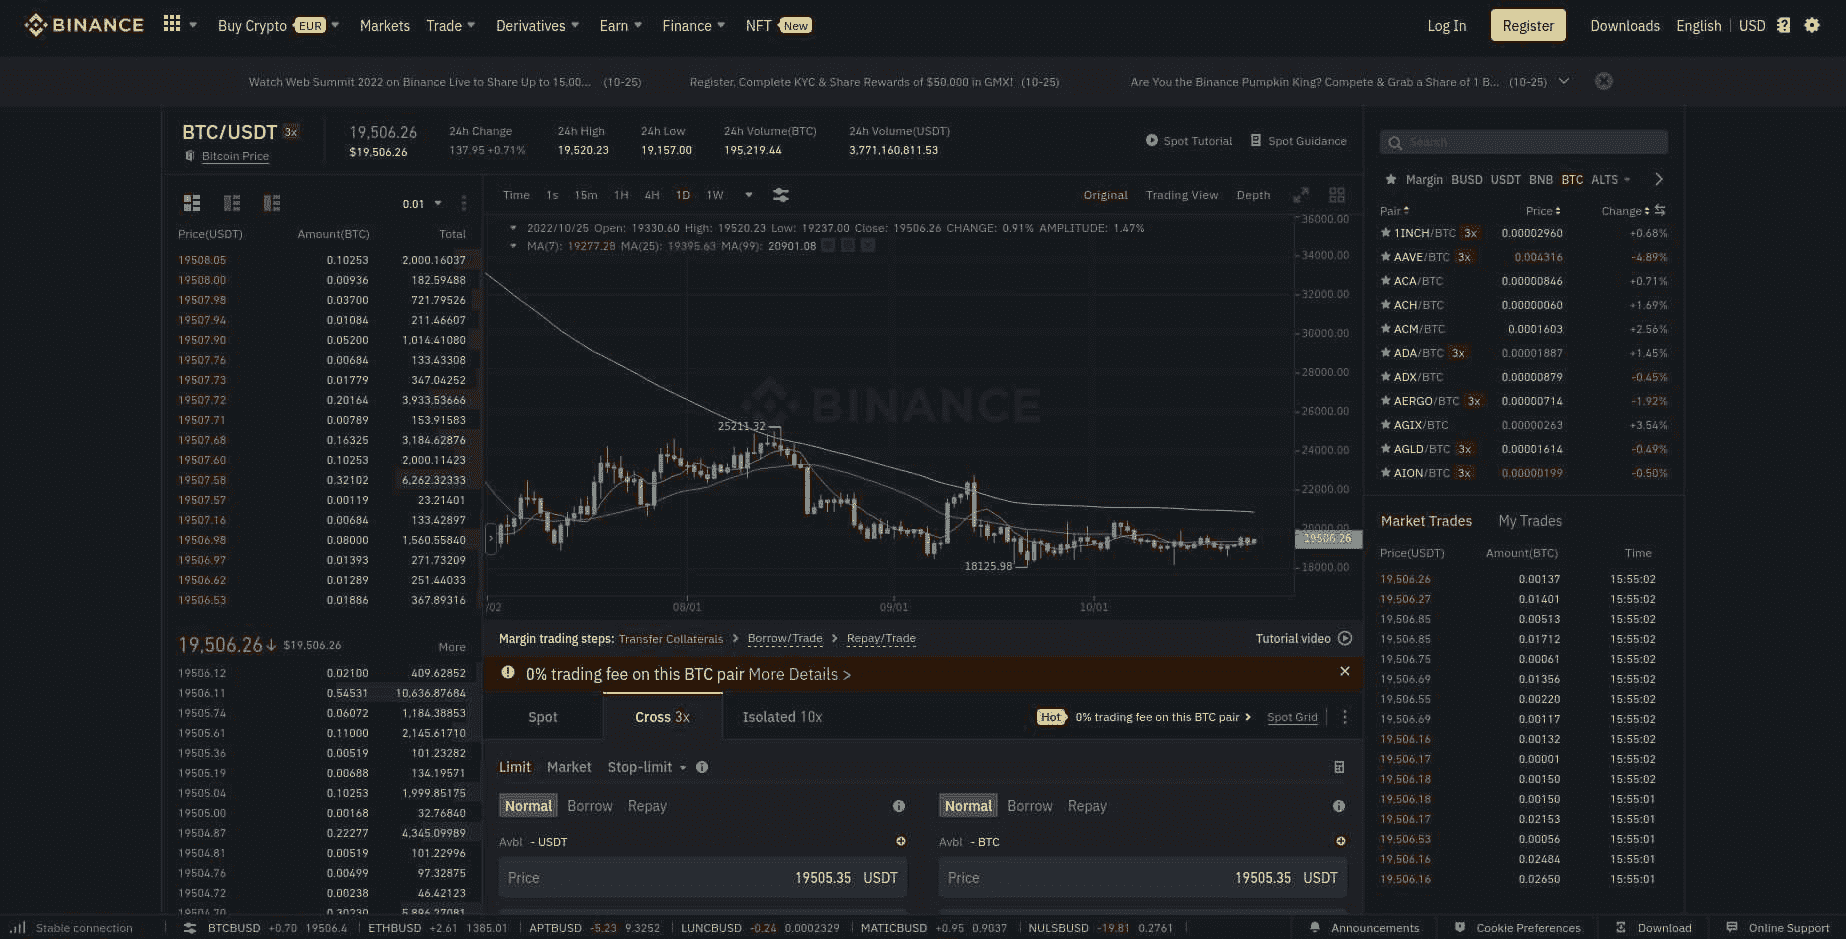 BINANCE Buy Crypto EUR Markets Trade Derivatives Earn Finance NFT New Log In Register Downloads English USD
Watch Web Summit 2022 on Binance Live to Share Up to 15,00... (10-25) Register, Complete KYC & Share Rewards of $50,000 in GMX! (10-25) Are You the Binance Pumpkin King? Compete & Grab a Share of 1 B... (10-25)
BTC/USDT 3x
Bitcoin Price
19,506.26
$19,506.26
24h Change
137.95 +0.71%
24h High
19,520.23
24h Low
19,157.00
24h Volume(BTC)
195,219.44
24h Volume(USDT)
3,771,160,811.53
Spot Tutorial Spot Guidance
0.01
Price(USDT) Amount(BTC) Total
19508.05 0.10253 2,000.16037
19508.00 0.00936 182.59488
19507.98 0.03700 721.79526
19507.94 0.01084 211.46607
19507.90 0.05200 1,014.41080
19507.76 0.00684 133.43308
19507.73 0.01779 347.04252
19507.72 0.20164 3,933.53666
19507.71 0.00789 153.91583
19507.68 0.16325 3,184.62876
19507.60 0.10253 2,000.11423
19507.58 0.32102 6,262.32333
19507.57 0.00119 23.21401
19507.16 0.00684 133.42897
19506.98 0.08000 1,560.55840
19506.97 0.01393 271.73209
19506.62 0.01289 251.44033
19506.53 0.01886 367.89316
19,506.26 $19,506.26 More
19506.12 0.02100 409.62852
19506.11 0.54531 10,636.87684
19505.74 0.06072 1,184.38853
19505.61 0.11000 2,145.61710
19505.36 0.00519 101.23282
19505.19 0.00688 134.19571
19505.04 0.10253 1,999.85175
19505.00 0.00168 32.76840
19504.87 0.22277 4,345.09989
19504.81 0.00519 101.22996
19504.76 0.00499 97.32875
19504.72 0.00238 46.42123
19504.70 0.30230 5,896.27081
Time 1s 15m 1H 4H 1D 1W Original Trading View Depth
2022/10/25 Open: 19330.60 High: 19520.23 Low: 19237.00 Close: 19506.26 CHANGE: 0.91% AMPLITUDE: 1.47%
MA(7): 19277.28 MA(25): 19395.63 MA(99): 20901.08
36000.00
34000.00
32000.00
30000.00
28000.00
26000.00
24000.00
22000.00
20000.00
19506.26
18000.00
BINANCE
25211.32
18125.98
/02 08/01 09/01 10/01
Margin trading steps: Transfer Collaterals > Borrow/Trade > Repay/Trade Tutorial video
0% trading fee on this BTC pair More Details >
Spot Cross 3x Isolated 10x Hot 0% trading fee on this BTC pair > Spot Grid
Limit Market Stop-limit
Normal Borrow Repay Normal Borrow Repay
Avbl - USDT Avbl - BTC
Price 19505.35 USDT Price 19505.35 USDT
Search
Margin BUSD USDT BNB BTC ALTS
Pair Price Change
1INCH/BTC 3x 0.00002960 +0.68%
AAVE/BTC 3x 0.004316 -4.89%
ACA/BTC 0.00000846 +0.71%
ACH/BTC 0.00000060 +1.69%
ACM/BTC 0.0001603 +2.56%
ADA/BTC 3x 0.00001887 +1.45%
ADX/BTC 0.00000879 -0.45%
AERGO/BTC 3x 0.00000714 -1.92%
AGIX/BTC 0.00000263 +3.54%
AGLD/BTC 3x 0.00001614 -0.49%
AION/BTC 3x 0.00000199 -0.50%
Market Trades My Trades
Price(USDT) Amount(BTC) Time
19,506.26 0.00137 15:55:02
19,506.27 0.01401 15:55:02
19,506.85 0.00513 15:55:02
19,506.85 0.01712 15:55:02
19,506.75 0.00061 15:55:02
19,506.69 0.01356 15:55:02
19,506.55 0.00220 15:55:02
19,506.69 0.00117 15:55:02
19,506.16 0.00132 15:55:02
19,506.17 0.00001 15:55:02
19,506.18 0.00150 15:55:02
19,506.18 0.00150 15:55:01
19,506.17 0.02153 15:55:01
19,506.53 0.00056 15:55:01
19,506.16 0.02484 15:55:01
19,506.16 0.02650 15:55:01
Stable connection BTCBUSD +0.70 19506.4 ETHBUSD +2.61 1385.01 APTBUSD -5.23 9.3252 LUNCBUSD -0.24 0.0002329 MATICBUSD +0.95 0.9037 NULSBUSD -19.81 0.2761 Announcements Cookie Preferences Download Online Support